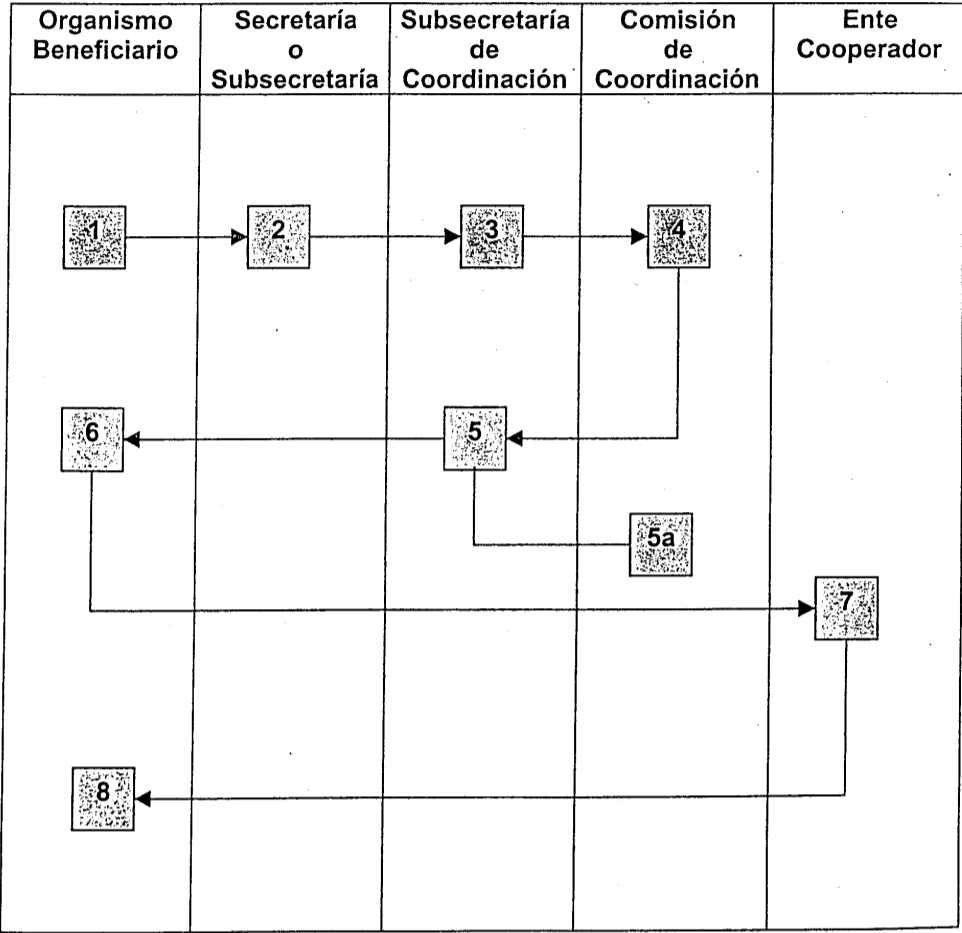 Organismo
Beneficiario
Secretaría
o
Subsecretaría
Subsecretaría
de
Coordinación
Comisión
de
Coordinación
Ente
Cooperador
1
2
3
4
6
5
5a
7
8